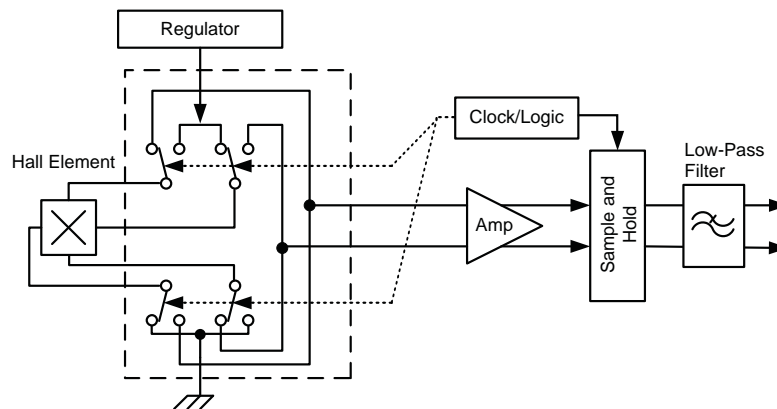 Regulator
Clock/Logic
Hall Element
Low-Pass
Filter
Amp
Sample and
Hold